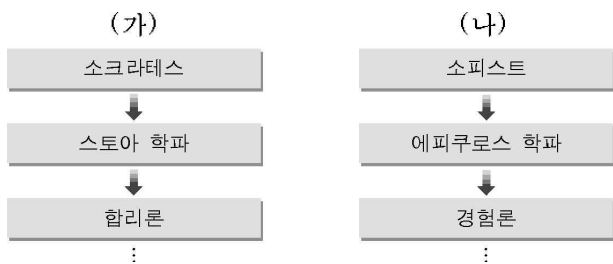 (가)
소크라테스
스토아 학파
합리론
⋮
(나)
소피스트
에피쿠로스 학파
경험론
⋮